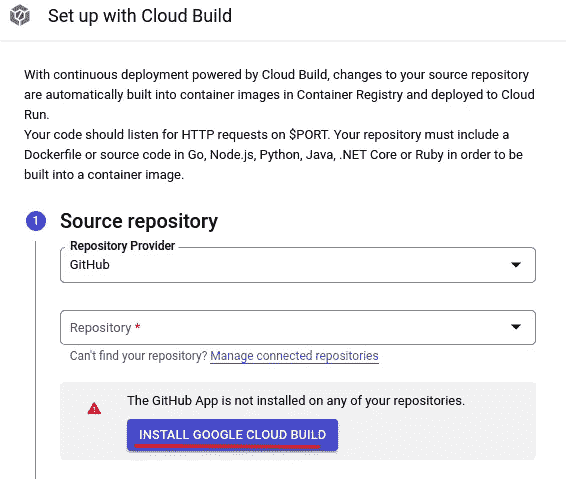 Set up with Cloud Build
With continuous deployment powered by Cloud Build, changes to your source repository
are automatically built into container images in Container Registry and deployed to Cloud
Run.
Your code should listen for HTTP requests on $PORT. Your repository must include a
Dockerfile or source code in Go, Node.js, Python, Java, .NET Core or Ruby in order to be
built into a container image.
1 Source repository
Repository Provider
GitHub
Repository *
Can't find your repository? Manage connected repositories
The GitHub App is not installed on any of your repositories.
INSTALL GOOGLE CLOUD BUILD